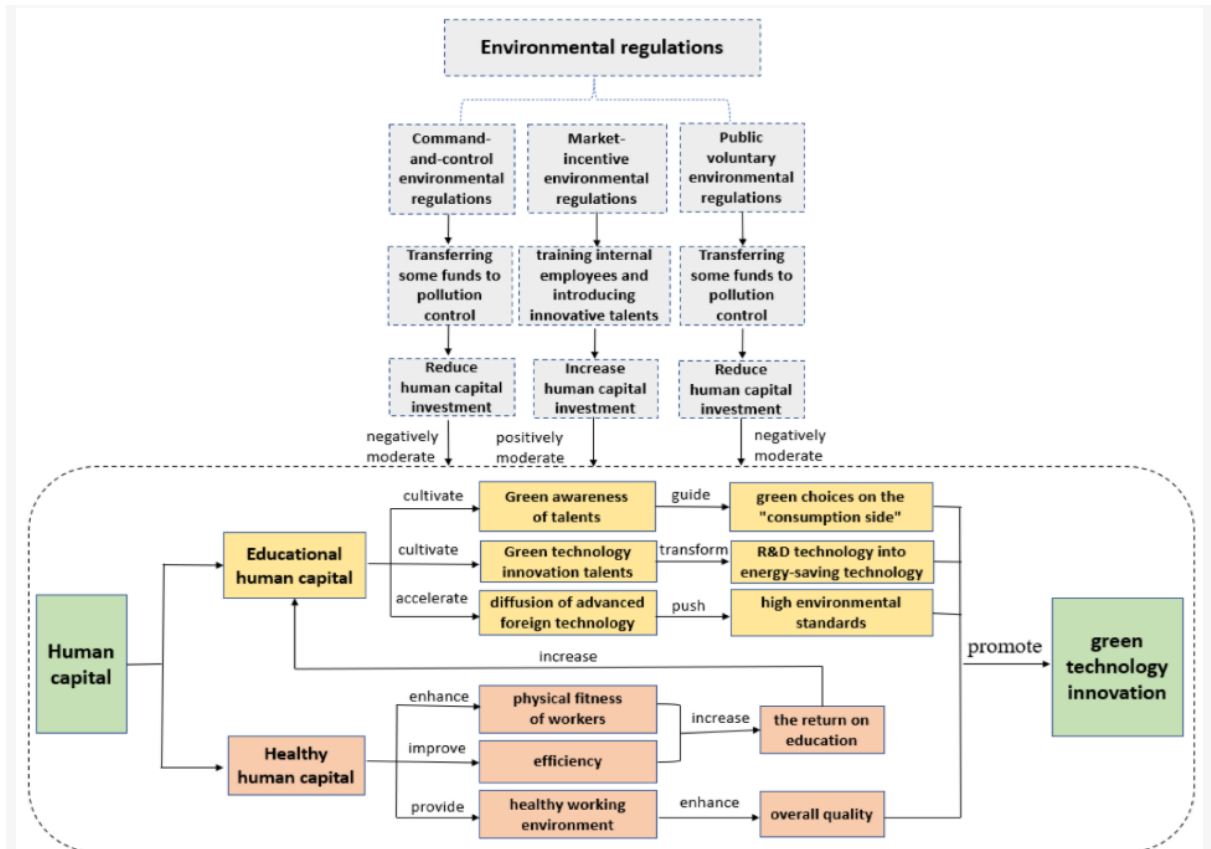 Environmental regulations
Command-
and-control
environmental
regulations
Market-
incentive
environmental
regulations
Public
voluntary
environmental
regulations
Transferring
some funds to
pollution
control
training internal
employees and
introducing
innovative talents
Transferring
some funds to
pollution
control
Reduce
human capital
investment
Increase
human capital
investment
Reduce
human capital
investment
negatively
moderate
positively
moderate
negatively
moderate
Human
capital
Educational
human capital
cultivate
Green awareness
of talents
guide
green choices on the
"consumption side"
cultivate
Green technology
innovation talents
transform
R&D technology into
energy-saving technology
accelerate
diffusion of advanced
foreign technology
push
high environmental
standards
increase
Healthy
human capital
enhance
physical fitness
of workers
improve
efficiency
increase
the return on
education
provide
healthy working
environment
enhance
overall quality
promote
green
technology
innovation